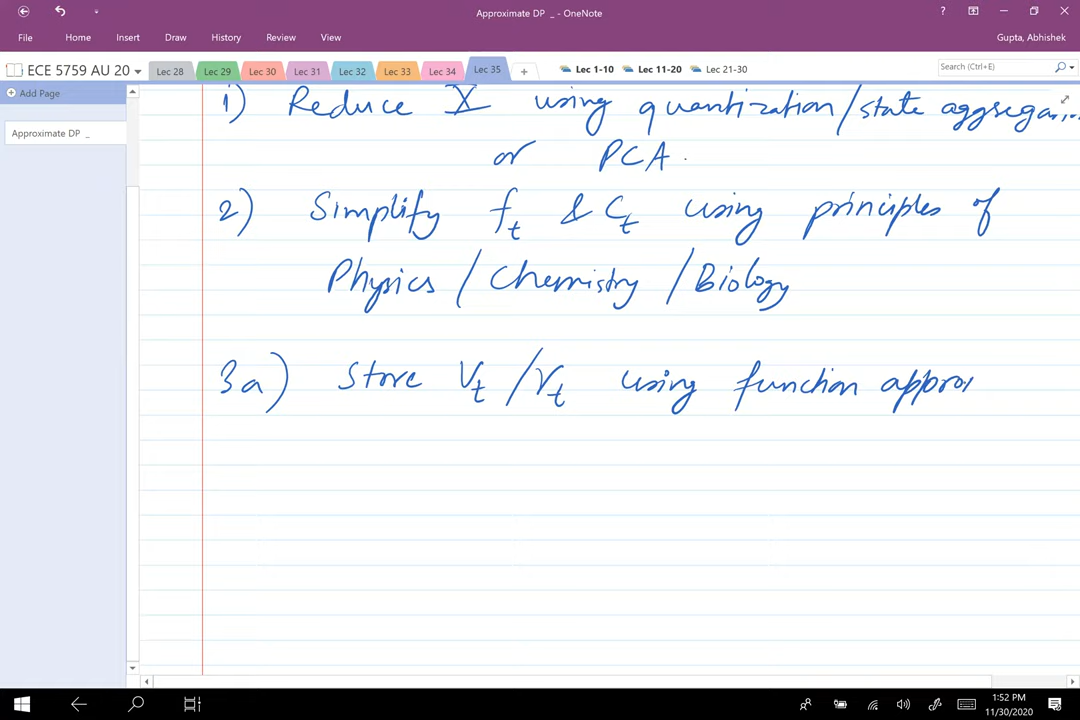 Approximate DP _ - OneNote
File Home Insert Draw History Review View Gupta, Abhishek
ECE 5759 AU 20 Lec 28 Lec 29 Lec 30 Lec 31 Lec 32 Lec 33 Lec 34 Lec 35 Lec 1-10 Lec 11-20 Lec 21-30 Search (Ctrl+E)
Add Page
Approximate DP _
1) Reduce X using quantization/state aggrega
or PCA.
2) Simplify f_t & C_t using principles of
Physics / Chemistry / Biology
3a) Store V_t / γ_t using function approx
1:52 PM
11/30/2020